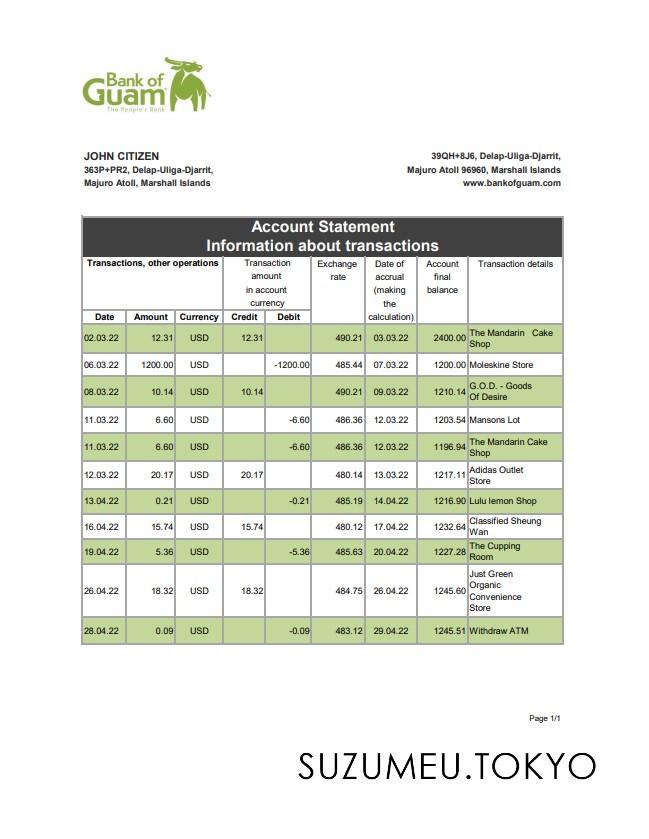 Bank of
Guam
The People's Bank
JOHN CITIZEN
363P+PR2, Delap-Uliga-Djarrit,
Majuro Atoll, Marshall Islands
39QH+8J6, Delap-Uliga-Djarrit,
Majuro Atoll 96960, Marshall Islands
www.bankofguam.com
Account Statement
Information about transactions
Transactions, other operations
Transaction
amount
in account
currency
Exchange
rate
Date of
accrual
(making
the
calculation)
Account
final
balance
Transaction details
Date Amount Currency Credit Debit
02.03.22 12.31 USD 12.31 490.21 03.03.22 2400.00 The Mandarin Cake
Shop
06.03.22 1200.00 USD -1200.00 485.44 07.03.22 1200.00 Moleskine Store
08.03.22 10.14 USD 10.14 490.21 09.03.22 1210.14 G.O.D. - Goods
Of Desire
11.03.22 6.60 USD -6.60 486.36 12.03.22 1203.54 Mansons Lot
11.03.22 6.60 USD -6.60 486.36 12.03.22 1196.94 The Mandarin Cake
Shop
12.03.22 20.17 USD 20.17 480.14 13.03.22 1217.11 Adidas Outlet
Store
13.04.22 0.21 USD -0.21 485.19 14.04.22 1216.90 Lulu lemon Shop
16.04.22 15.74 USD 15.74 480.12 17.04.22 1232.64 Classified Sheung
Wan
19.04.22 5.36 USD -5.36 485.63 20.04.22 1227.28 The Cupping
Room
26.04.22 18.32 USD 18.32 484.75 26.04.22 1245.60 Just Green
Organic
Convenience
Store
28.04.22 0.09 USD -0.09 483.12 29.04.22 1245.51 Withdraw ATM
Page 1/1
SUZUMEU.TOKYO